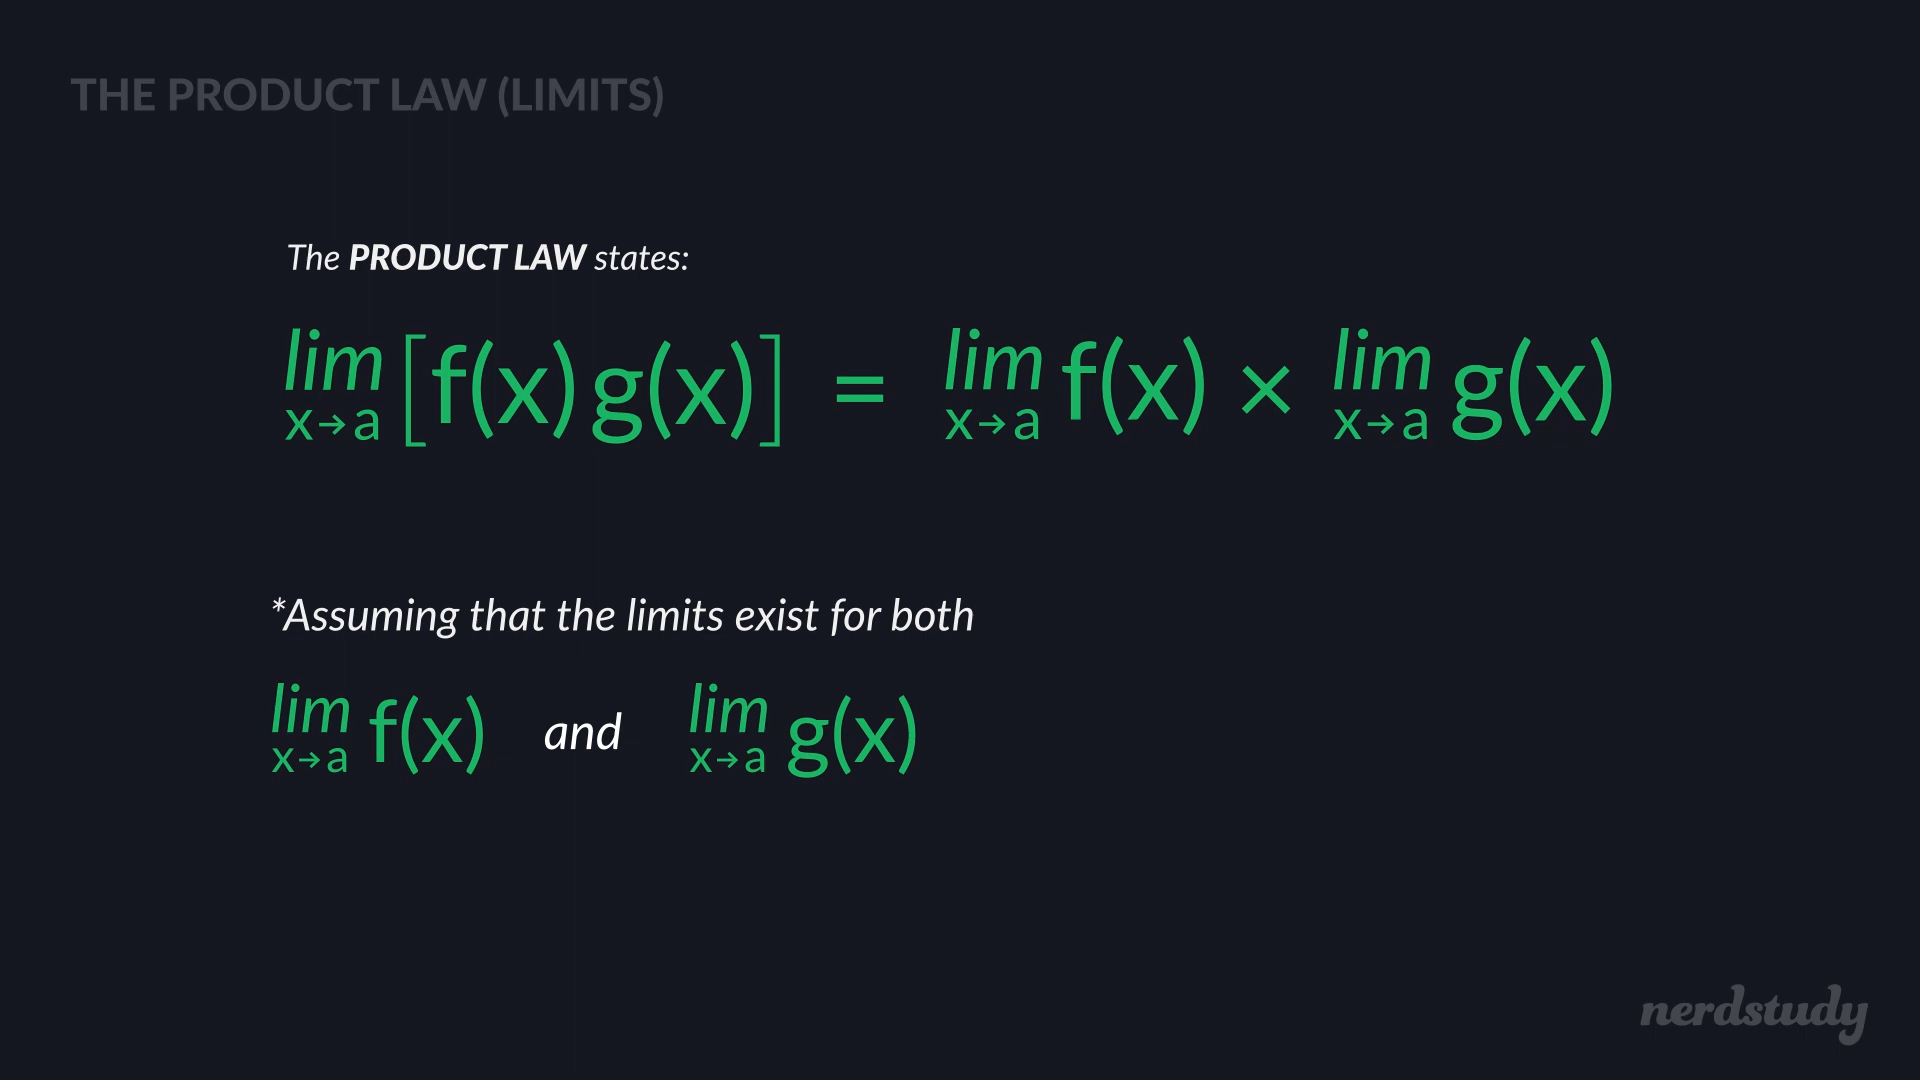 THE PRODUCT LAW (LIMITS)
The PRODUCT LAW states:
lim x→a [f(x) g(x)] = lim x→a f(x) × lim x→a g(x)
*Assuming that the limits exist for both
lim x→a f(x) and lim x→a g(x)
nerdstudy